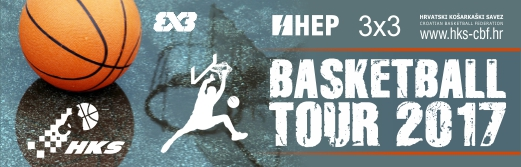 3X3
HEP 3x3
HRVATSKI KOŠARKAŠKI SAVEZ
CROATIAN BASKETBALL FEDERATION
www.hks-cbf.hr
BASKETBALL
TOUR 2017
HKS